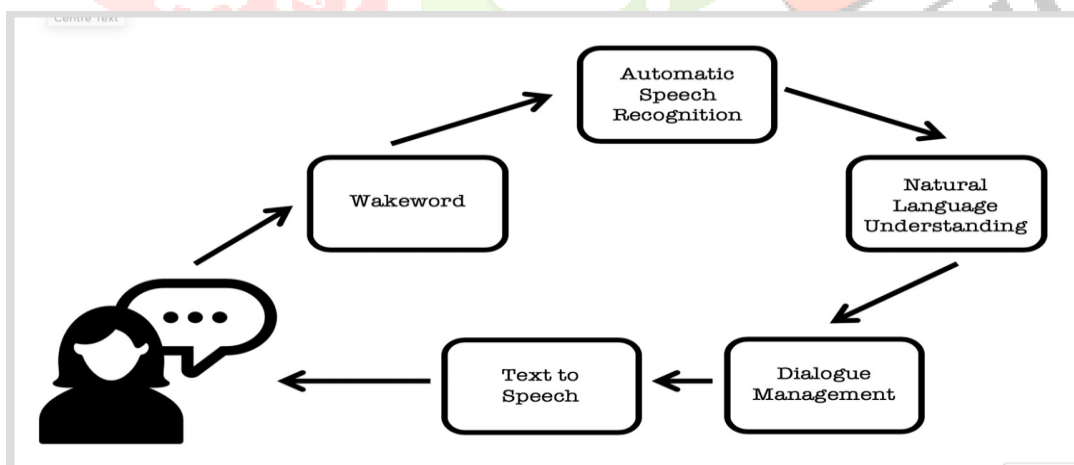 Centre Text
Automatic
Speech
Recognition
Wakeword
Natural
Language
Understanding
Text to
Speech
Dialogue
Management